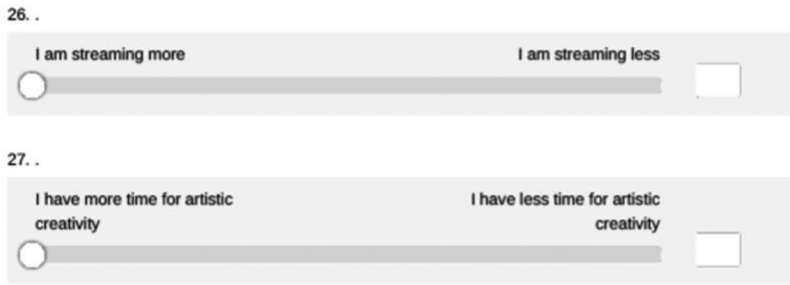 26. .
I am streaming more
I am streaming less
27. .
I have more time for artistic
creativity
I have less time for artistic
creativity